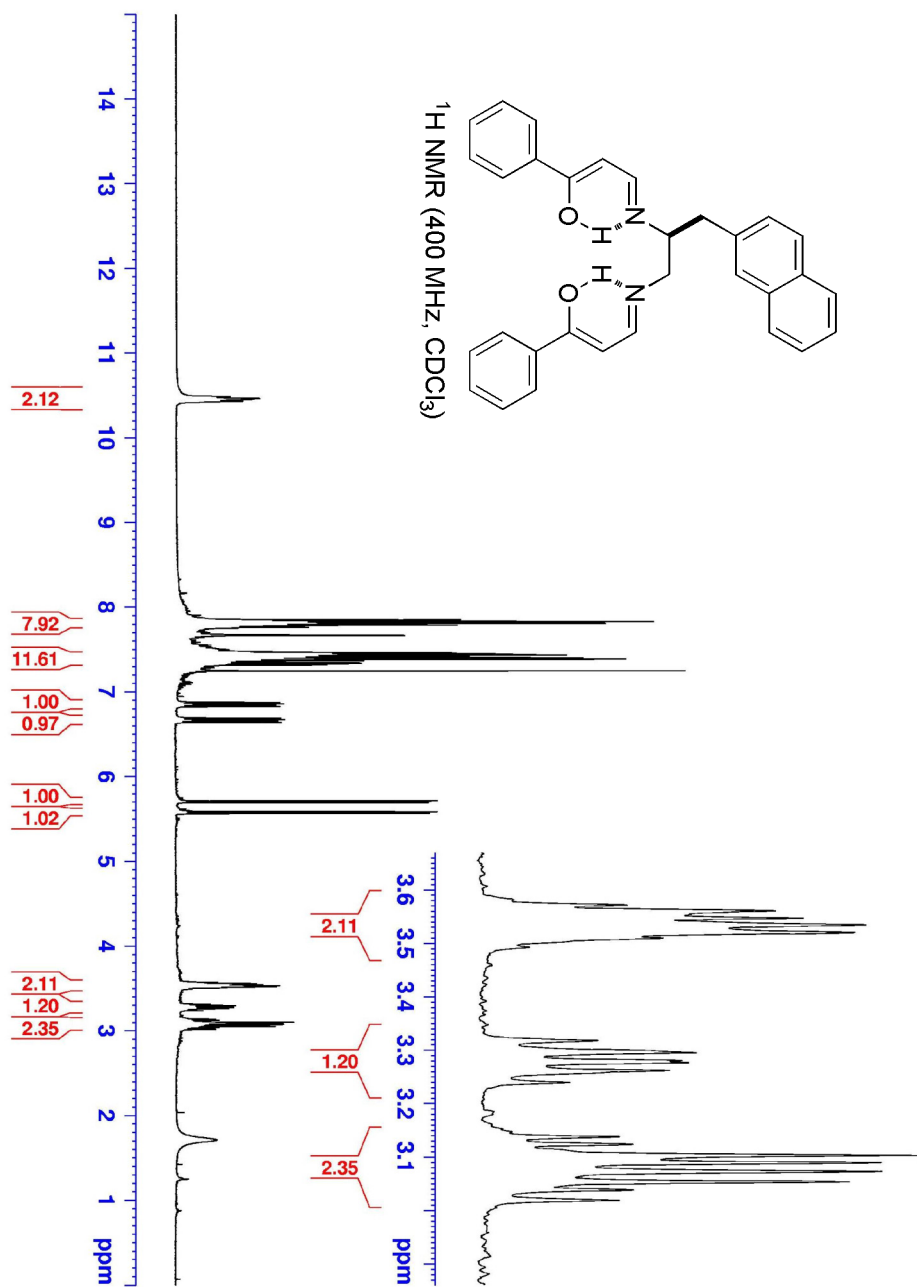 N
H
O
N
H
O
¹H NMR (400 MHz, CDCl₃)
3.6 3.5 3.4 3.3 3.2 3.1 ppm
2.11 1.20 2.35
14 13 12 11 10 9 8 7 6 5 4 3 2 1 ppm
2.12 7.92 11.61 1.00 0.97 1.00 1.02 2.11 1.20 2.35